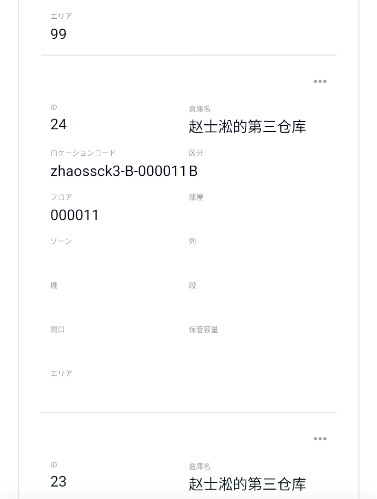 エリア
99
ID 倉庫名
24 赵士淞的第三仓库
ロケーションコード 区分
zhaossck3-B-000011 B
フロア 部屋
000011
ゾーン 列
棚 段
間口 保管容量
エリア
ID 倉庫名
23 赵士淞的第三仓库